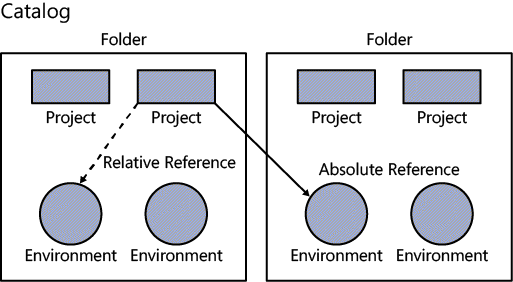 Catalog
Folder
Folder
Project
Project
Project
Project
Relative Reference
Absolute Reference
Environment
Environment
Environment
Environment